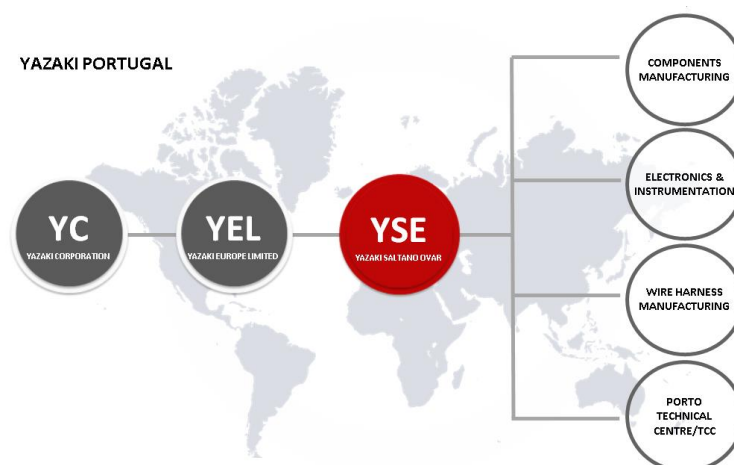 YAZAKI PORTUGAL
YC
YAZAKI CORPORATION
YEL
YAZAKI EUROPE LIMITED
YSE
YAZAKI SALTANO OVAR
COMPONENTS
MANUFACTURING
ELECTRONICS &
INSTRUMENTATION
WIRE HARNESS
MANUFACTURING
PORTO
TECHNICAL
CENTRE/TCC